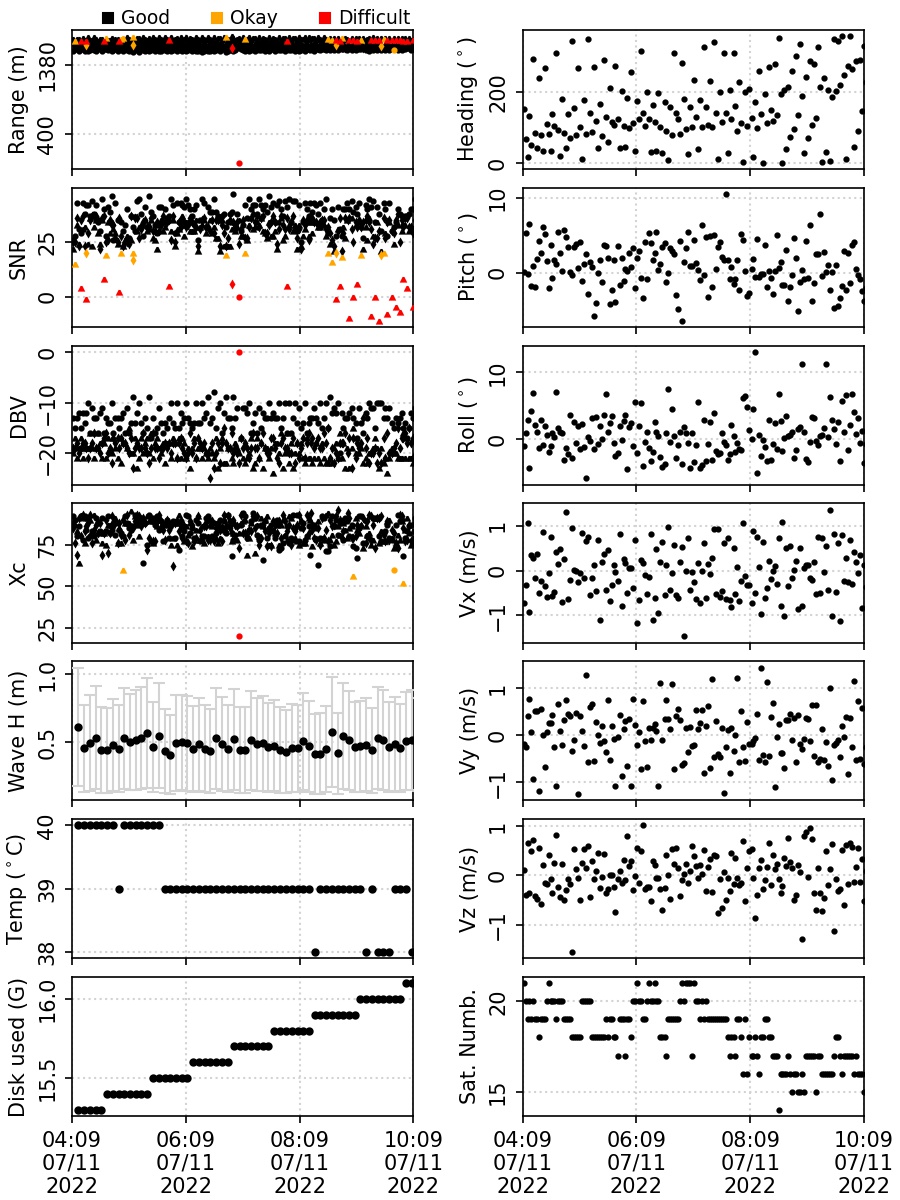 Good Okay Difficult
Range (m)
1380
400
Heading (°)
200
0
SNR
25
0
Pitch (°)
10
0
DBV
0
−10
−20
Roll (°)
10
0
Xc
75
50
25
Vx (m/s)
1
0
−1
Wave H (m)
1.0
0.5
Vy (m/s)
1
0
−1
Temp (°C)
40
39
38
Vz (m/s)
1
0
−1
Disk used (G)
16.0
15.5
Sat. Numb.
20
15
04:09 06:09 08:09 10:09
07/11 07/11 07/11 07/11
2022 2022 2022 2022
04:09 06:09 08:09 10:09
07/11 07/11 07/11 07/11
2022 2022 2022 2022